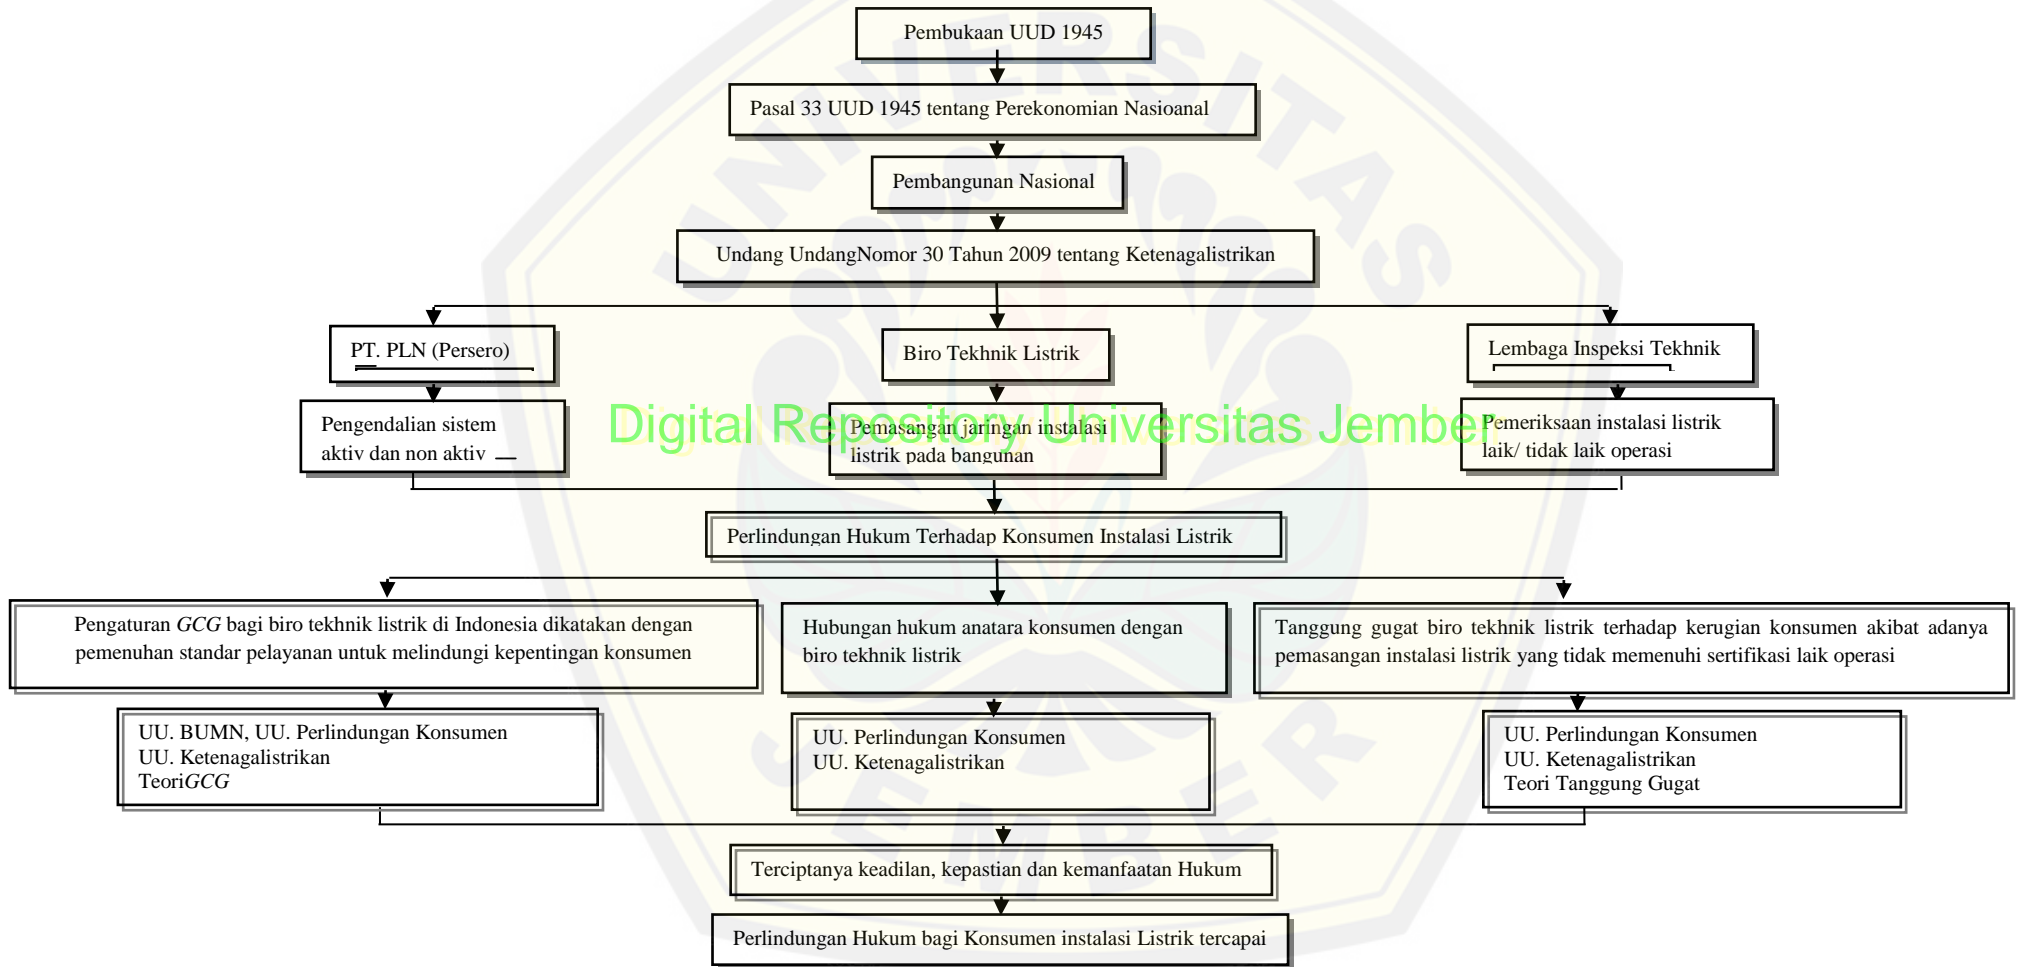 Pembukaan UUD 1945
Pasal 33 UUD 1945 tentang Perekonomian Nasioanal
Pembangunan Nasional
Undang UndangNomor 30 Tahun 2009 tentang Ketenagalistrikan
PT. PLN (Persero)
Biro Tekhnik Listrik
Lembaga Inspeksi Tekhnik
Pengendalian sistem
aktiv dan non aktiv
Pemasangan jaringan instalasi
listrik pada bangunan
Pemeriksaan instalasi listrik
laik/ tidak laik operasi
Digital Repository Universitas Jember
Perlindungan Hukum Terhadap Konsumen Instalasi Listrik
Pengaturan GCG bagi biro tekhnik listrik di Indonesia dikatakan dengan
pemenuhan standar pelayanan untuk melindungi kepentingan konsumen
Hubungan hukum anatara konsumen dengan
biro tekhnik listrik
Tanggung gugat biro tekhnik listrik terhadap kerugian konsumen akibat adanya
pemasangan instalasi listrik yang tidak memenuhi sertifikasi laik operasi
UU. BUMN, UU. Perlindungan Konsumen
UU. Ketenagalistrikan
TeoriGCG
UU. Perlindungan Konsumen
UU. Ketenagalistrikan
UU. Perlindungan Konsumen
UU. Ketenagalistrikan
Teori Tanggung Gugat
Terciptanya keadilan, kepastian dan kemanfaatan Hukum
Perlindungan Hukum bagi Konsumen instalasi Listrik tercapai
UNIVERSITAS
JEMBER